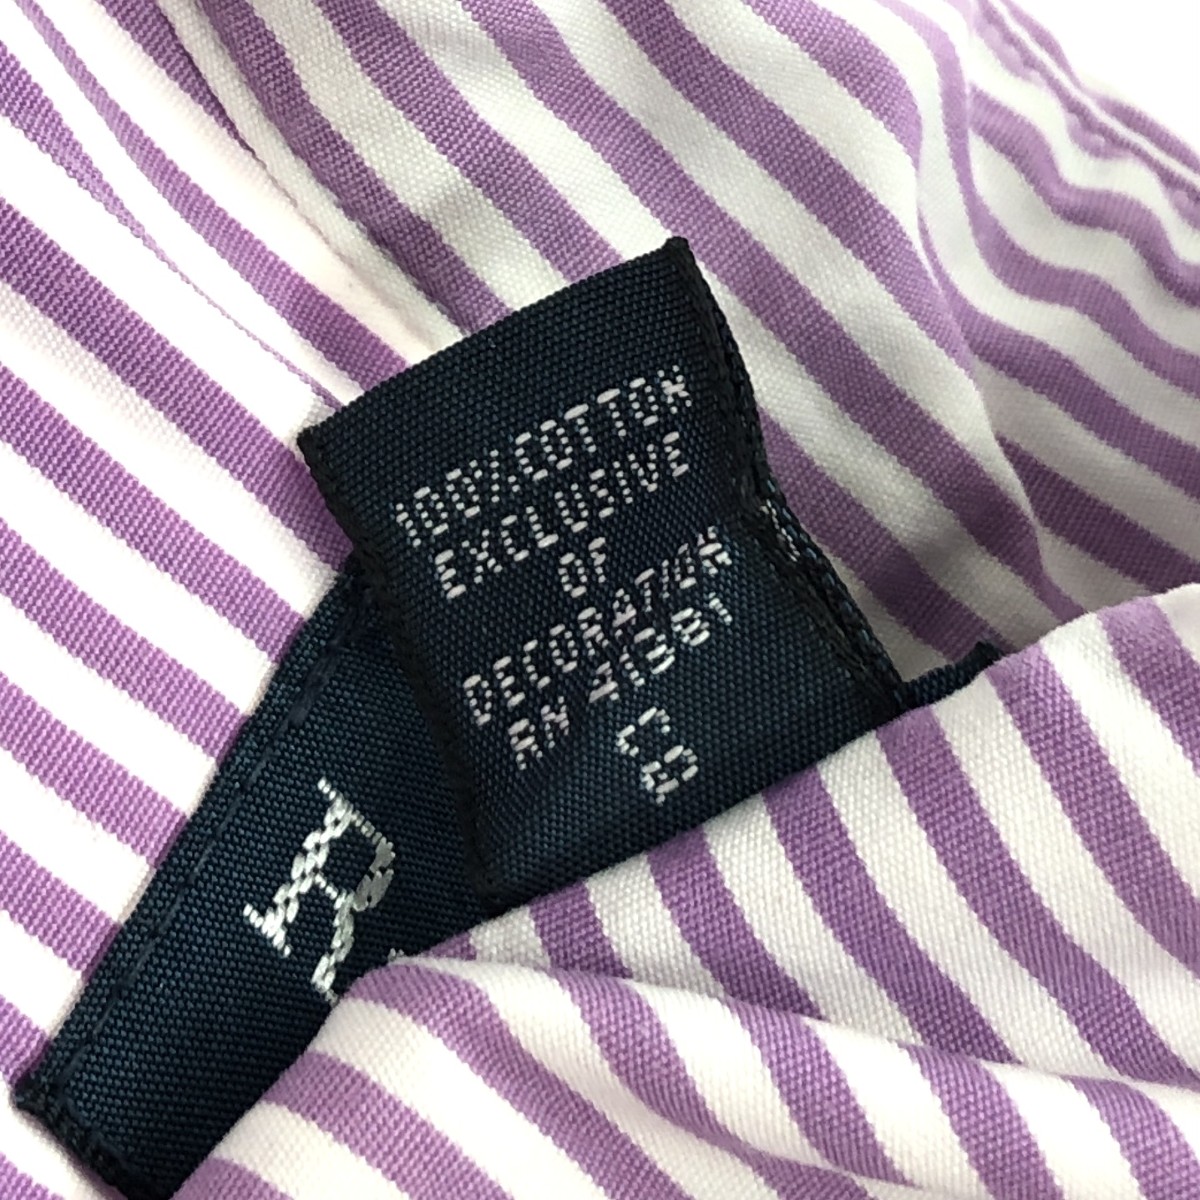 100% COTTON
EXCLUSIVE
OF
DECORATION
RN 41381
R